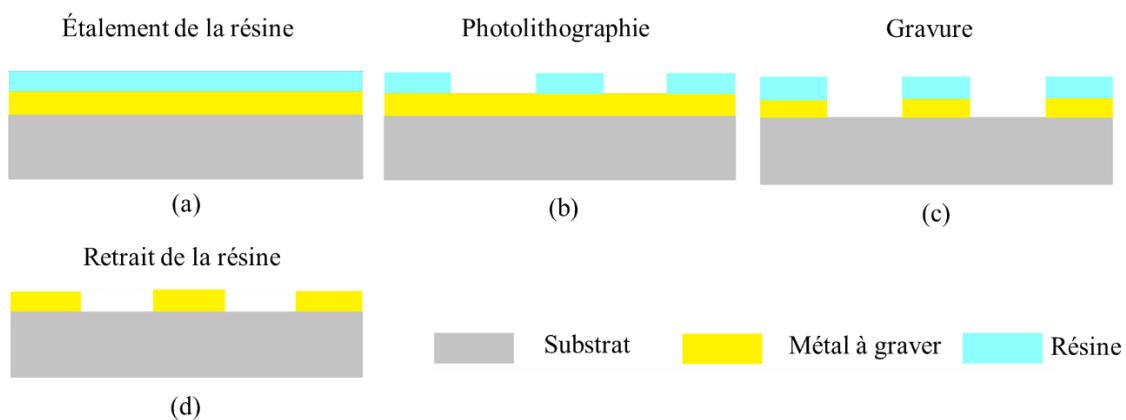 Étalement de la résine
Photolithographie
Gravure
(a)
(b)
(c)
Retrait de la résine
Substrat
Métal à graver
Résine
(d)